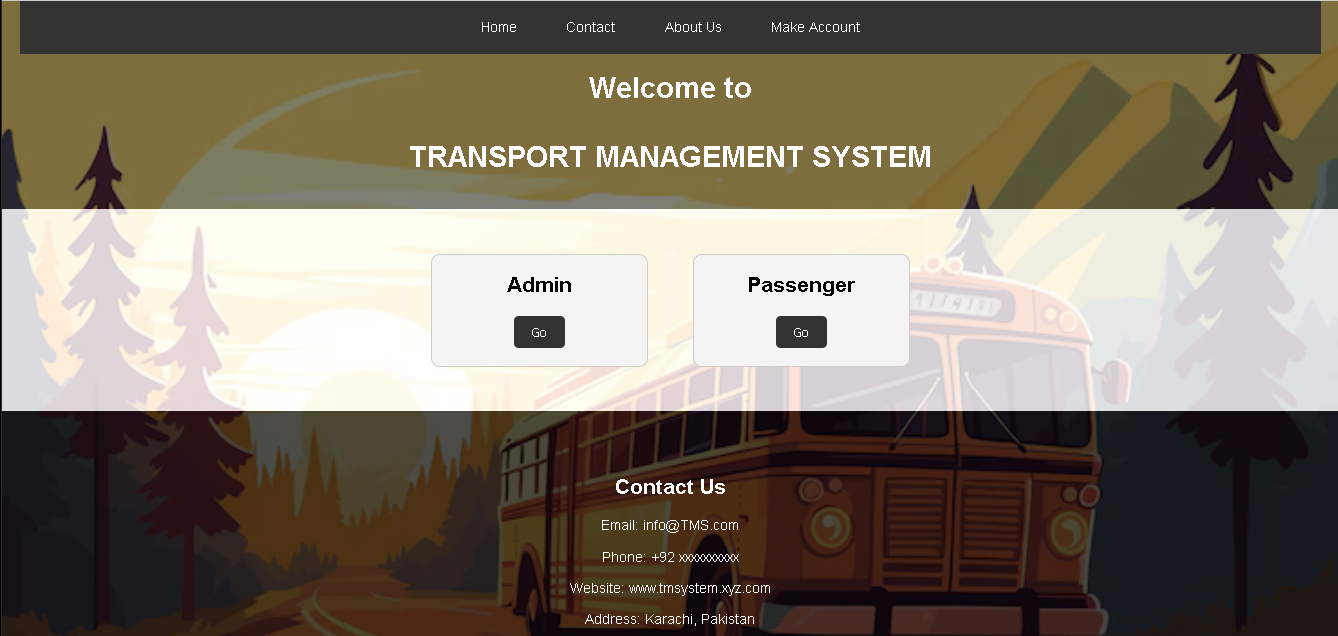 Home Contact About Us Make Account
Welcome to
TRANSPORT MANAGEMENT SYSTEM
Admin Passenger
Go Go
Contact Us
Email: info@TMS.com
Phone: +92 xxxxxxxxxx
Website: www.tmsystem.xyz.com
Address: Karachi, Pakistan